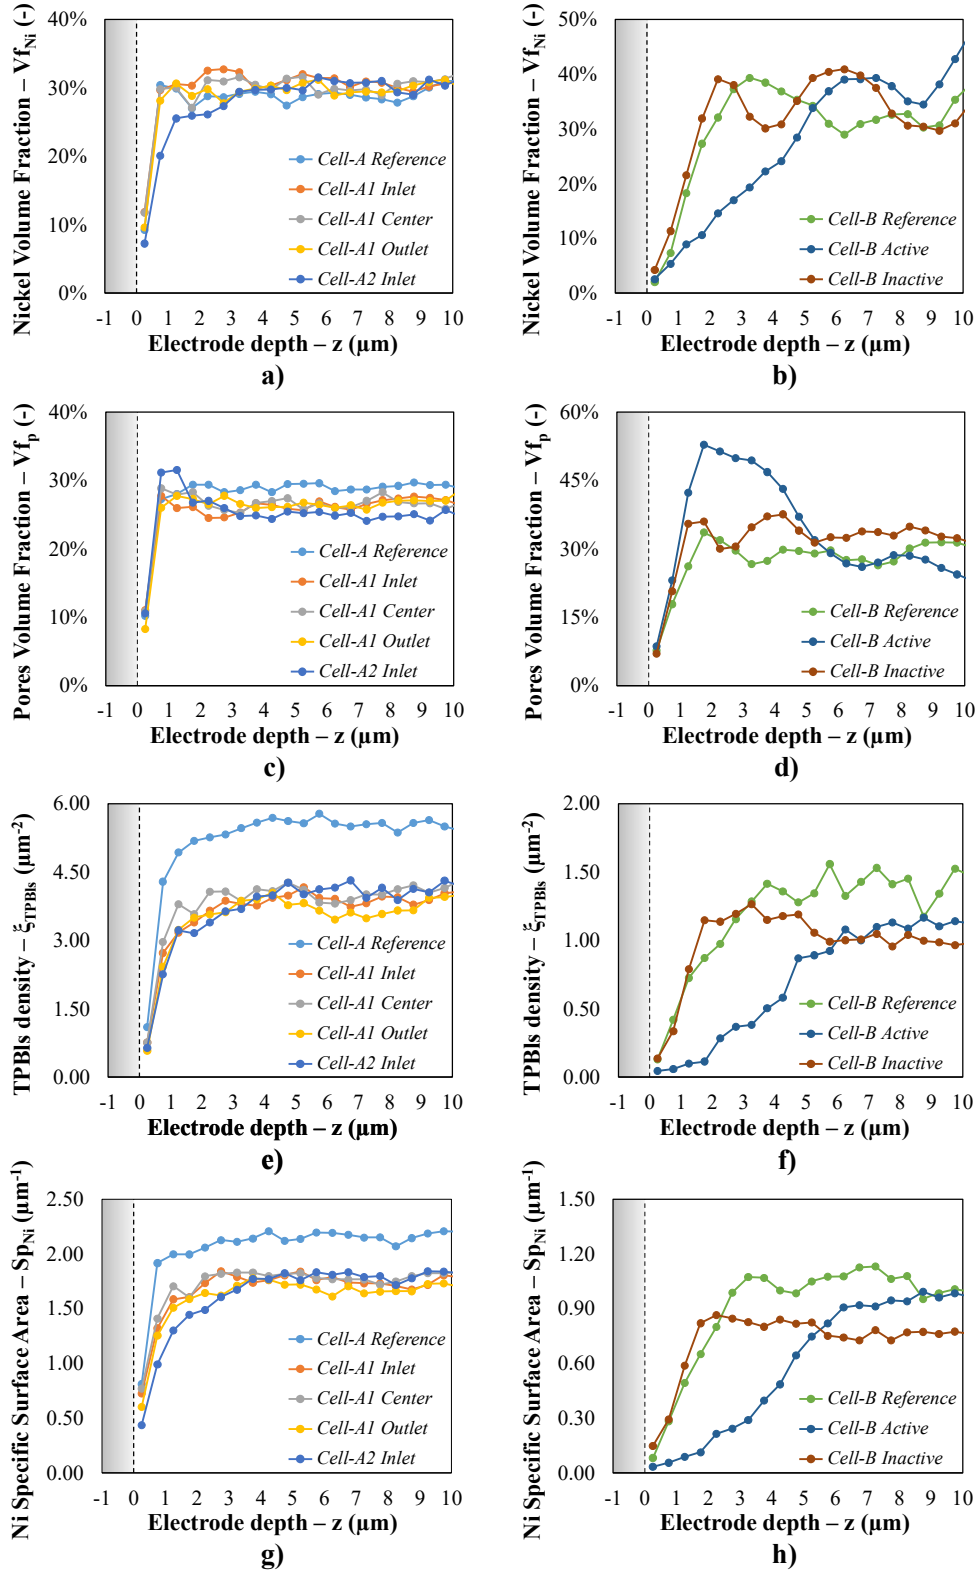 Nickel Volume Fraction – Vf_Ni (-)
40%
30%
20%
10%
0%
Cell-A Reference
Cell-A1 Inlet
Cell-A1 Center
Cell-A1 Outlet
Cell-A2 Inlet
-1 0 1 2 3 4 5 6 7 8 9 10
Electrode depth – z (µm)
a)
Nickel Volume Fraction – Vf_Ni (-)
50%
40%
30%
20%
10%
0%
Cell-B Reference
Cell-B Active
Cell-B Inactive
-1 0 1 2 3 4 5 6 7 8 9 10
Electrode depth – z (µm)
b)
Pores Volume Fraction – Vf_p (-)
40%
30%
20%
10%
0%
Cell-A Reference
Cell-A1 Inlet
Cell-A1 Center
Cell-A1 Outlet
Cell-A2 Inlet
-1 0 1 2 3 4 5 6 7 8 9 10
Electrode depth – z (µm)
c)
Pores Volume Fraction – Vf_p (-)
60%
45%
30%
15%
0%
Cell-B Reference
Cell-B Active
Cell-B Inactive
-1 0 1 2 3 4 5 6 7 8 9 10
Electrode depth – z (µm)
d)
TPBls density – ξ_TPBls (µm⁻²)
6.00
4.50
3.00
1.50
0.00
Cell-A Reference
Cell-A1 Inlet
Cell-A1 Center
Cell-A1 Outlet
Cell-A2 Inlet
-1 0 1 2 3 4 5 6 7 8 9 10
Electrode depth – z (µm)
e)
TPBls density – ξ_TPBls (µm⁻²)
2.00
1.50
1.00
0.50
0.00
Cell-B Reference
Cell-B Active
Cell-B Inactive
-1 0 1 2 3 4 5 6 7 8 9 10
Electrode depth – z (µm)
f)
Ni Specific Surface Area – Sp_Ni (µm⁻¹)
2.50
2.00
1.50
1.00
0.50
0.00
Cell-A Reference
Cell-A1 Inlet
Cell-A1 Center
Cell-A1 Outlet
Cell-A2 Inlet
-1 0 1 2 3 4 5 6 7 8 9 10
Electrode depth – z (µm)
g)
Ni Specific Surface Area – Sp_Ni (µm⁻¹)
1.50
1.20
0.90
0.60
0.30
0.00
Cell-B Reference
Cell-B Active
Cell-B Inactive
-1 0 1 2 3 4 5 6 7 8 9 10
Electrode depth – z (µm)
h)